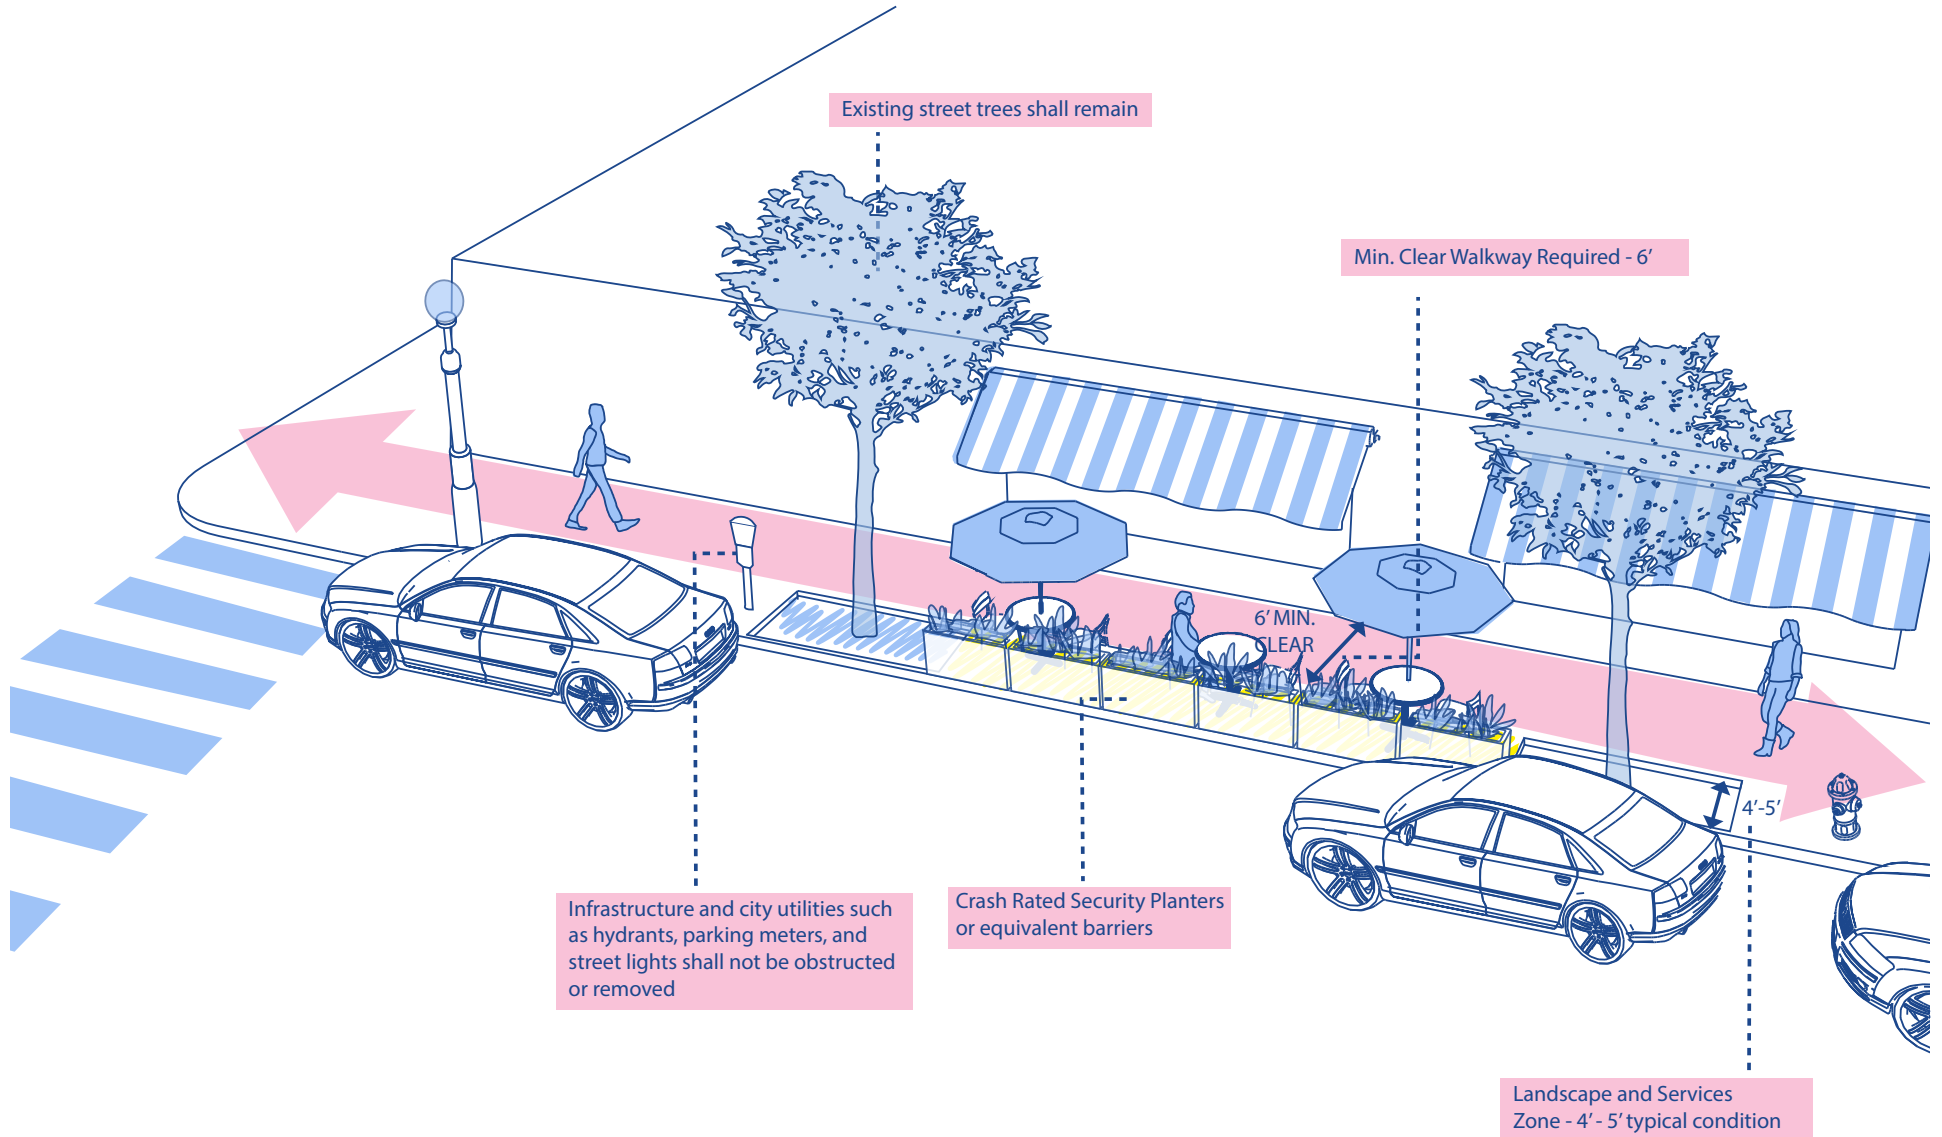 Existing street trees shall remain
Min. Clear Walkway Required - 6’
6’ MIN.
CLEAR
4’-5’
Infrastructure and city utilities such
as hydrants, parking meters, and
street lights shall not be obstructed
or removed
Crash Rated Security Planters
or equivalent barriers
Landscape and Services
Zone - 4’ - 5’ typical condition